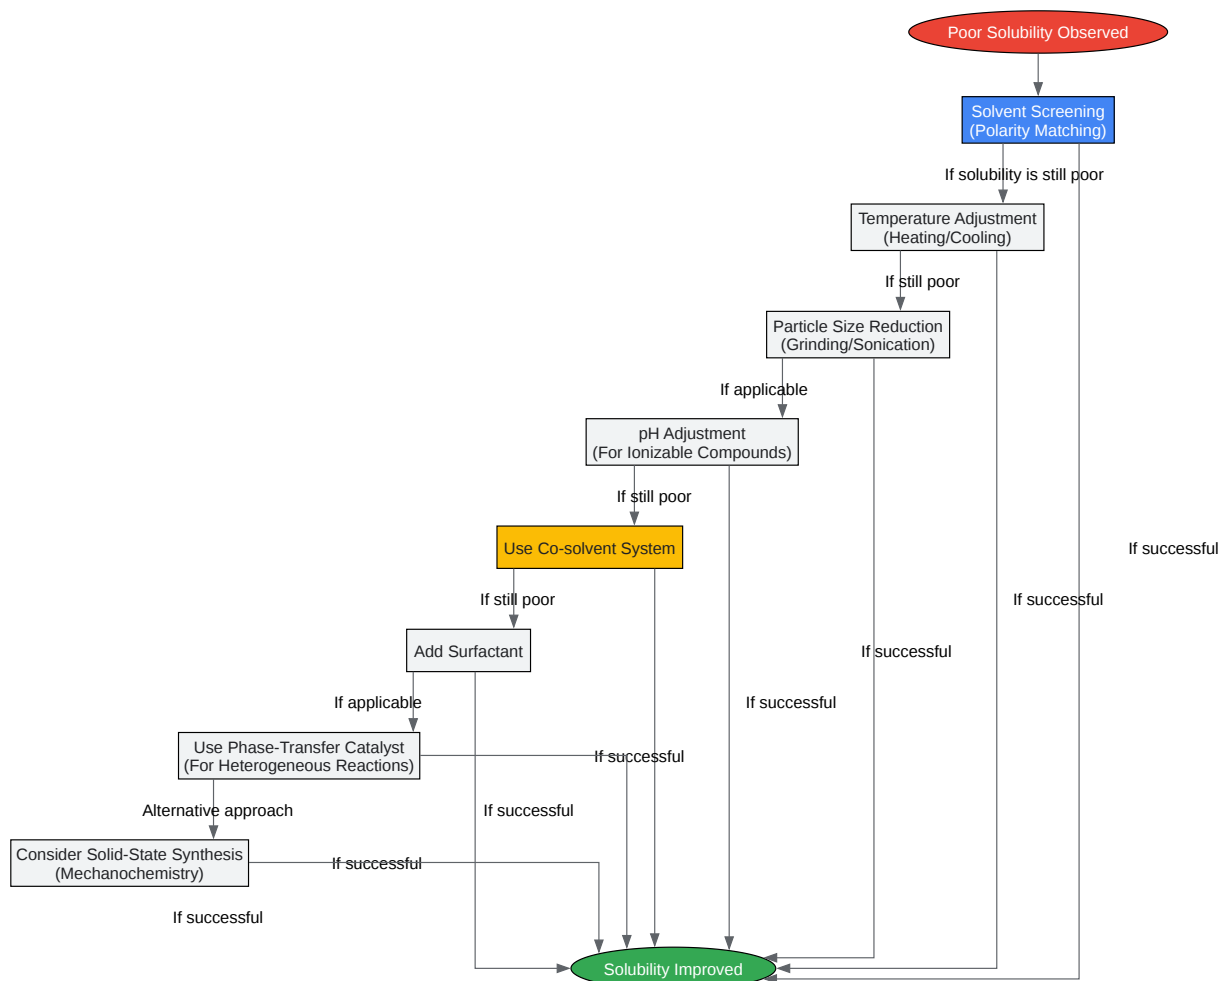 Poor Solubility Observed
Solvent Screening
(Polarity Matching)
If solubility is still poor
Temperature Adjustment
(Heating/Cooling)
If still poor
Particle Size Reduction
(Grinding/Sonication)
If applicable
pH Adjustment
(For Ionizable Compounds)
If still poor
Use Co-solvent System
If successful
If still poor
If successful
Add Surfactant
If successful
If applicable
If successful
Use Phase-Transfer Catalyst
(For Heterogeneous Reactions)
If successful
Alternative approach
If successful
Consider Solid-State Synthesis
(Mechanochemistry)
If successful
If successful
Solubility Improved